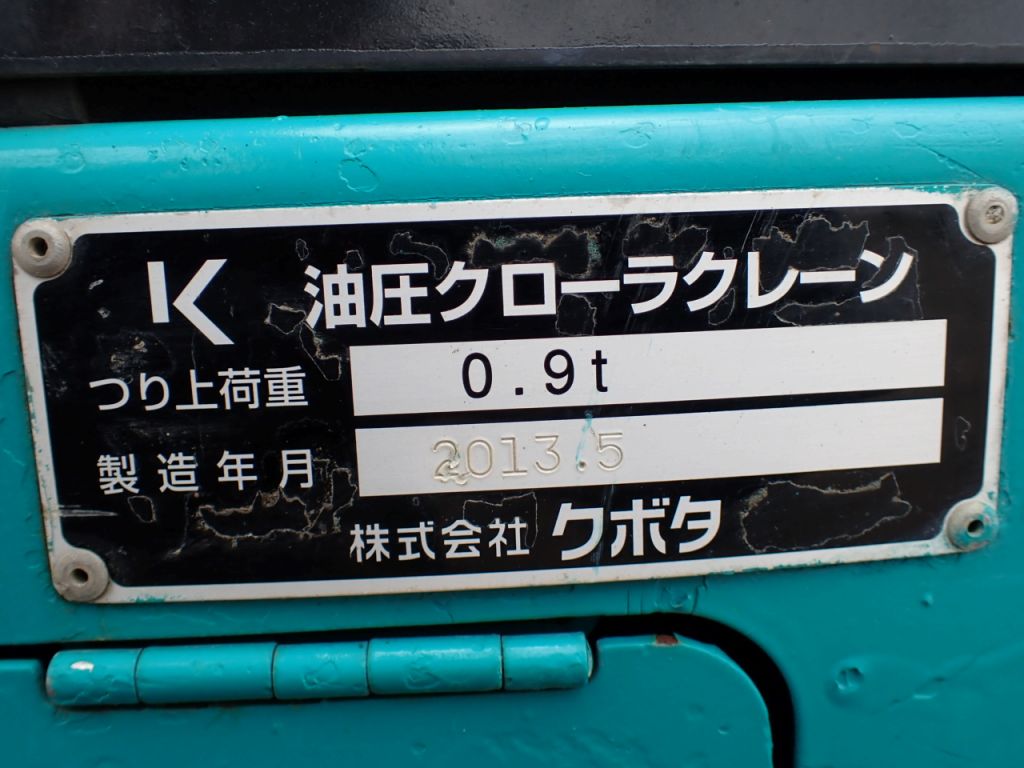 K 油圧クローラクレーン
つり上荷重 0.9t
製造年月 2013.5
株式会社 クボタ